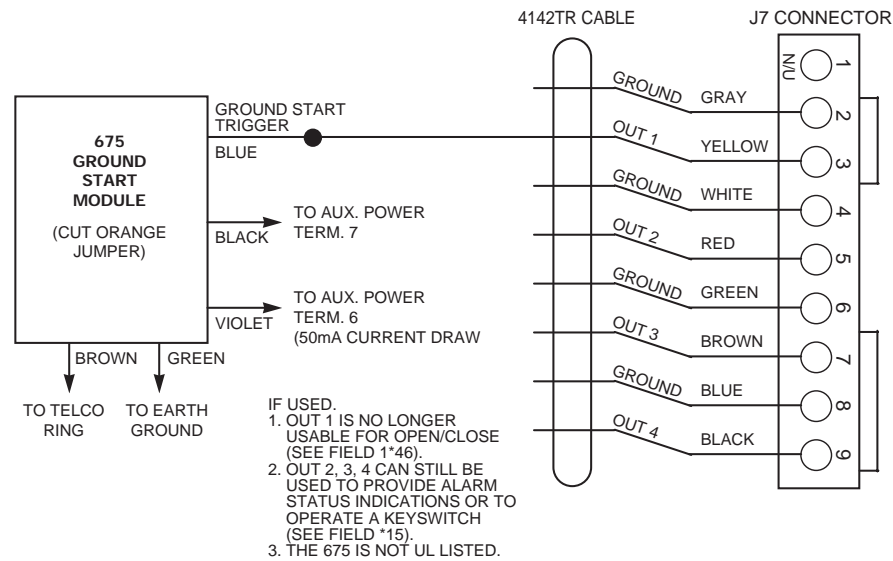 4142TR CABLE
J7 CONNECTOR
N/U
1
GROUND
GRAY
2
GROUND START
TRIGGER
BLUE
OUT 1
YELLOW
3
675
GROUND
START
MODULE
(CUT ORANGE
JUMPER)
GROUND
WHITE
4
BLACK
TO AUX. POWER
TERM. 7
OUT 2
RED
5
VIOLET
TO AUX. POWER
TERM. 6
(50mA CURRENT DRAW
GROUND
GREEN
6
OUT 3
BROWN
7
BROWN
GREEN
TO TELCO
RING
TO EARTH
GROUND
GROUND
BLUE
8
OUT 4
BLACK
9
IF USED.
1. OUT 1 IS NO LONGER
USABLE FOR OPEN/CLOSE
(SEE FIELD 1*46).
2. OUT 2, 3, 4 CAN STILL BE
USED TO PROVIDE ALARM
STATUS INDICATIONS OR TO
OPERATE A KEYSWITCH
(SEE FIELD *15).
3. THE 675 IS NOT UL LISTED.